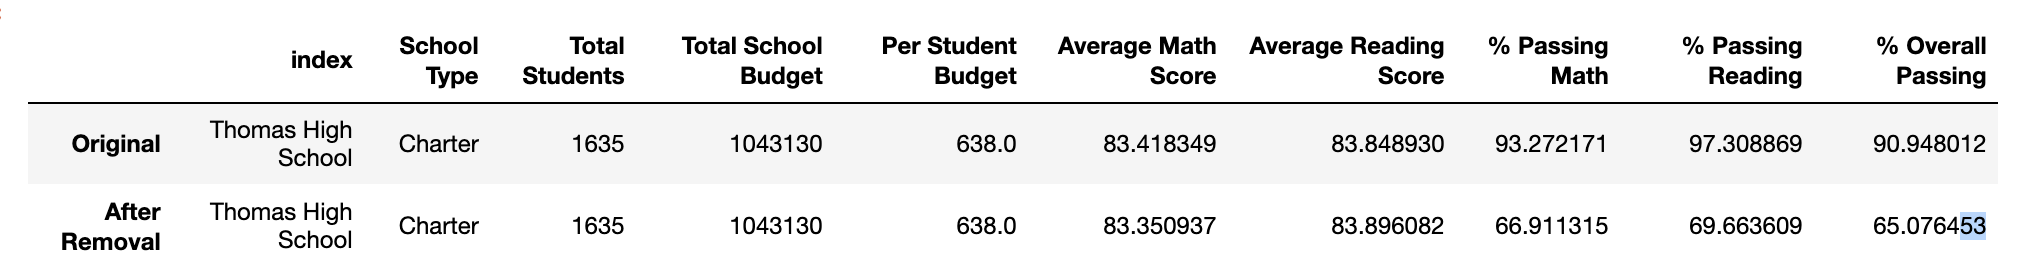 index School Type Total Students Total School Budget Per Student Budget Average Math Score Average Reading Score % Passing Math % Passing Reading % Overall Passing
Original Thomas High School Charter 1635 1043130 638.0 83.418349 83.848930 93.272171 97.308869 90.948012
After Removal Thomas High School Charter 1635 1043130 638.0 83.350937 83.896082 66.911315 69.663609 65.076453